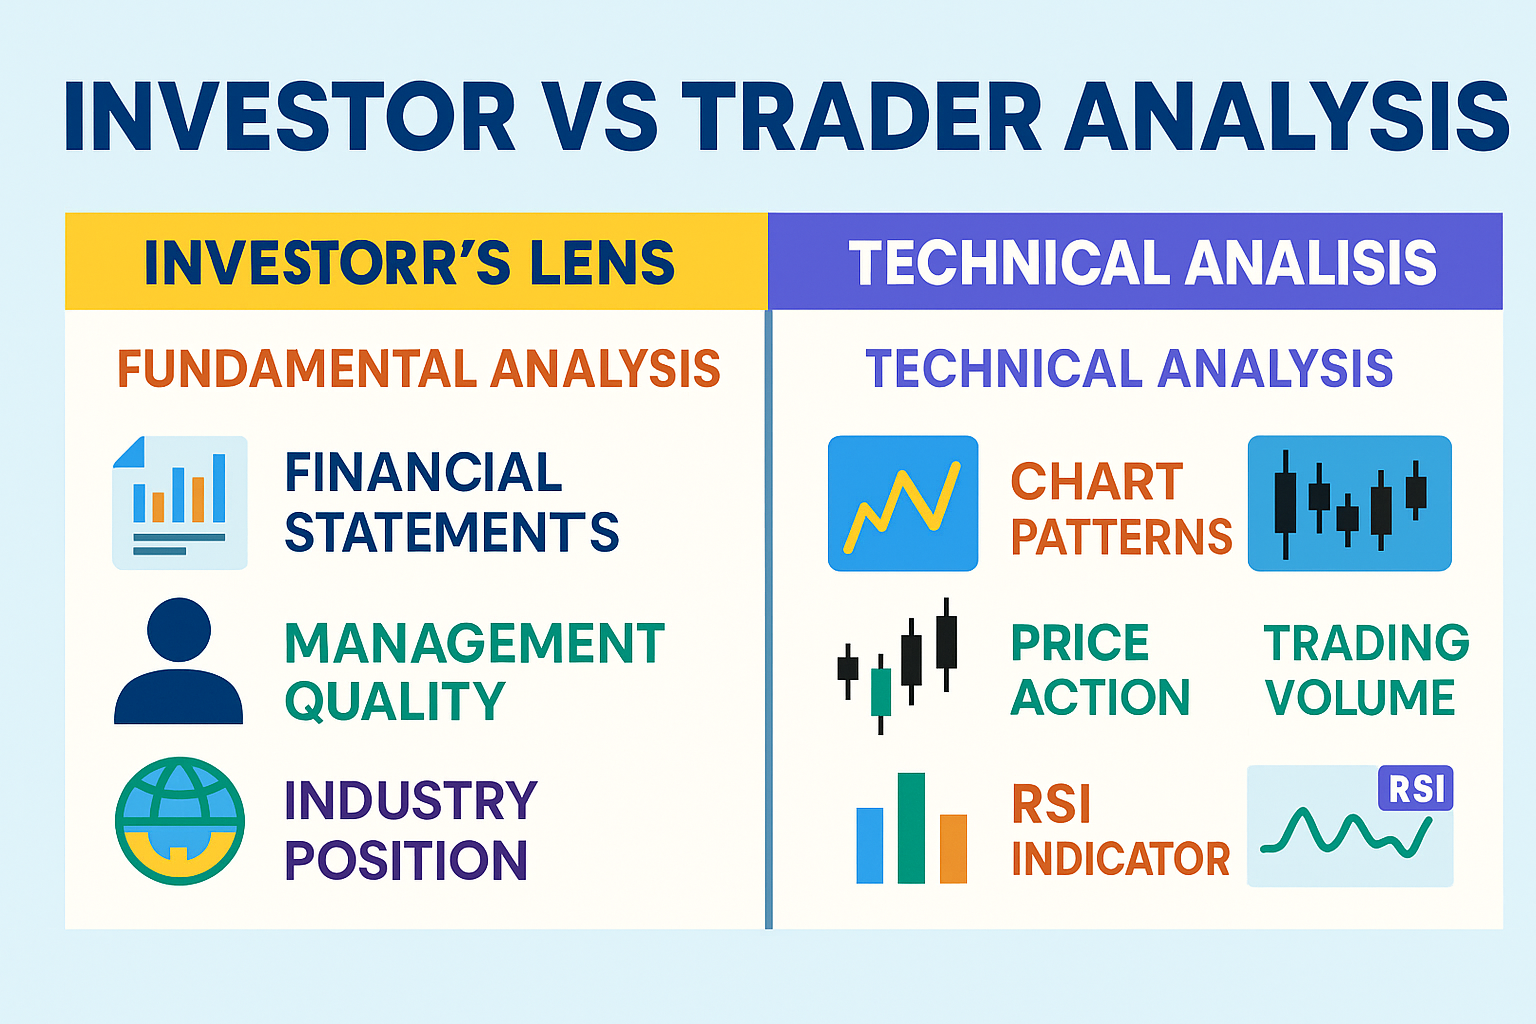 INVESTOR VS TRADER ANALYSIS
INVESTORR'S LENS
FUNDAMENTAL ANALYSIS
FINANCIAL
STATEMENTS
MANAGEMENT
QUALITY
INDUSTRY
POSITION
TECHNICAL ANALISIS
TECHNICAL ANALYSIS
CHART
PATTERNS
PRICE
ACTION
TRADING
VOLUME
RSI
INDICATOR
RSI